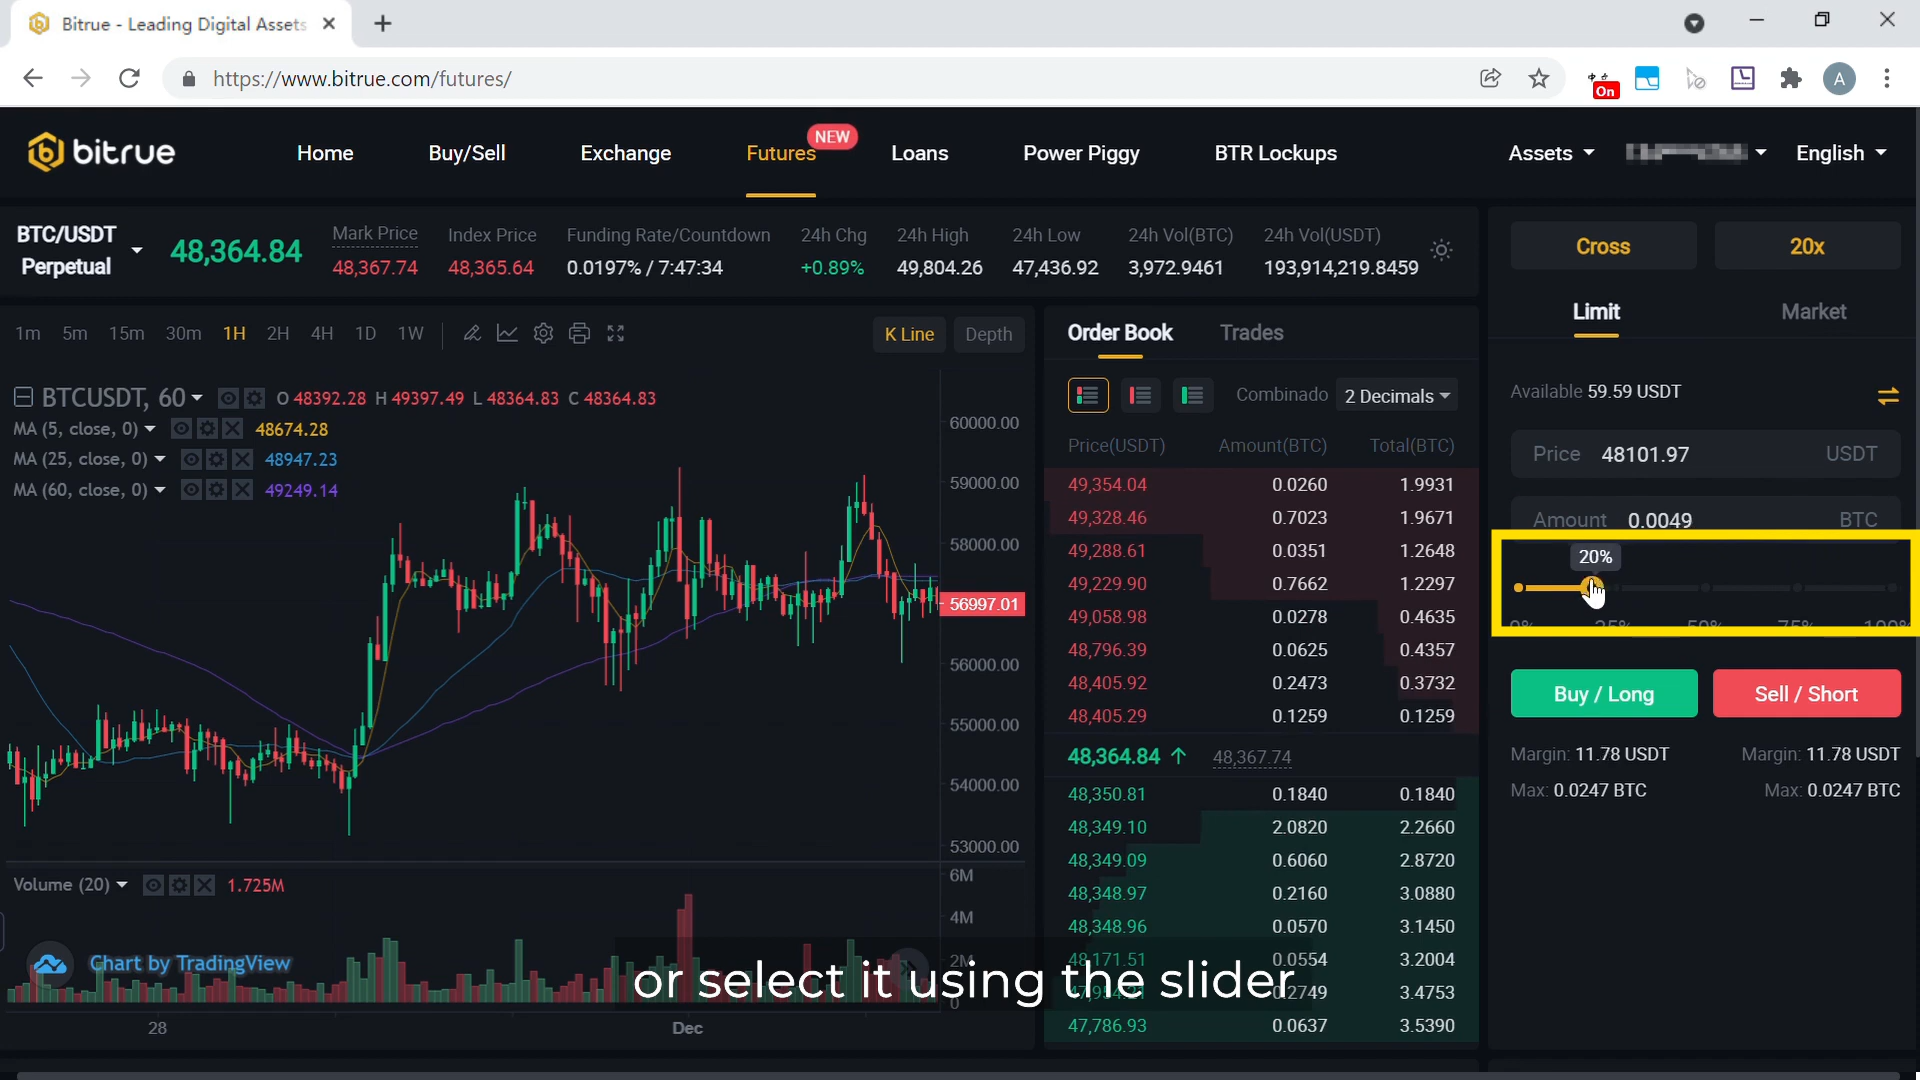 Bitrue - Leading Digital Assets
https://www.bitrue.com/futures/
On
A
bitrue
Home
Buy/Sell
Exchange
Futures
NEW
Loans
Power Piggy
BTR Lockups
Assets
English
BTC/USDT
Perpetual
48,364.84
Mark Price
48,367.74
Index Price
48,365.64
Funding Rate/Countdown
0.0197% / 7:47:34
24h Chg
+0.89%
24h High
49,804.26
24h Low
47,436.92
24h Vol(BTC)
3,972.9461
24h Vol(USDT)
193,914,219.8459
Cross
20x
1m 5m 15m 30m 1H 2H 4H 1D 1W
K Line
Depth
BTCUSDT, 60
O 48392.28 H 49397.49 L 48364.83 C 48364.83
MA (5, close, 0) 48674.28
MA (25, close, 0) 48947.23
MA (60, close, 0) 49249.14
60000.00
59000.00
58000.00
56997.01
56000.00
55000.00
54000.00
53000.00
Volume (20) 1.725M
6M
4M
2M
0
Chart by TradingView
28
Dec
Order Book
Trades
Combinado
2 Decimals
Price(USDT) Amount(BTC) Total(BTC)
49,354.04 0.0260 1.9931
49,328.46 0.7023 1.9671
49,288.61 0.0351 1.2648
49,229.90 0.7662 1.2297
49,058.98 0.0278 0.4635
48,796.39 0.0625 0.4357
48,405.92 0.2473 0.3732
48,405.29 0.1259 0.1259
48,364.84 48,367.74
48,350.81 0.1840 0.1840
48,349.10 2.0820 2.2660
48,349.09 0.6060 2.8720
48,348.97 0.2160 3.0880
48,348.96 0.0570 3.1450
48,171.51 0.0554 3.2004
0.2749 3.4753
47,786.93 0.0637 3.5390
Limit
Market
Available 59.59 USDT
Price 48101.97 USDT
Amount 0.0049 BTC
20%
0% 25% 50% 75% 100%
Buy / Long
Sell / Short
Margin: 11.78 USDT
Margin: 11.78 USDT
Max: 0.0247 BTC
Max: 0.0247 BTC
or select it using the slider